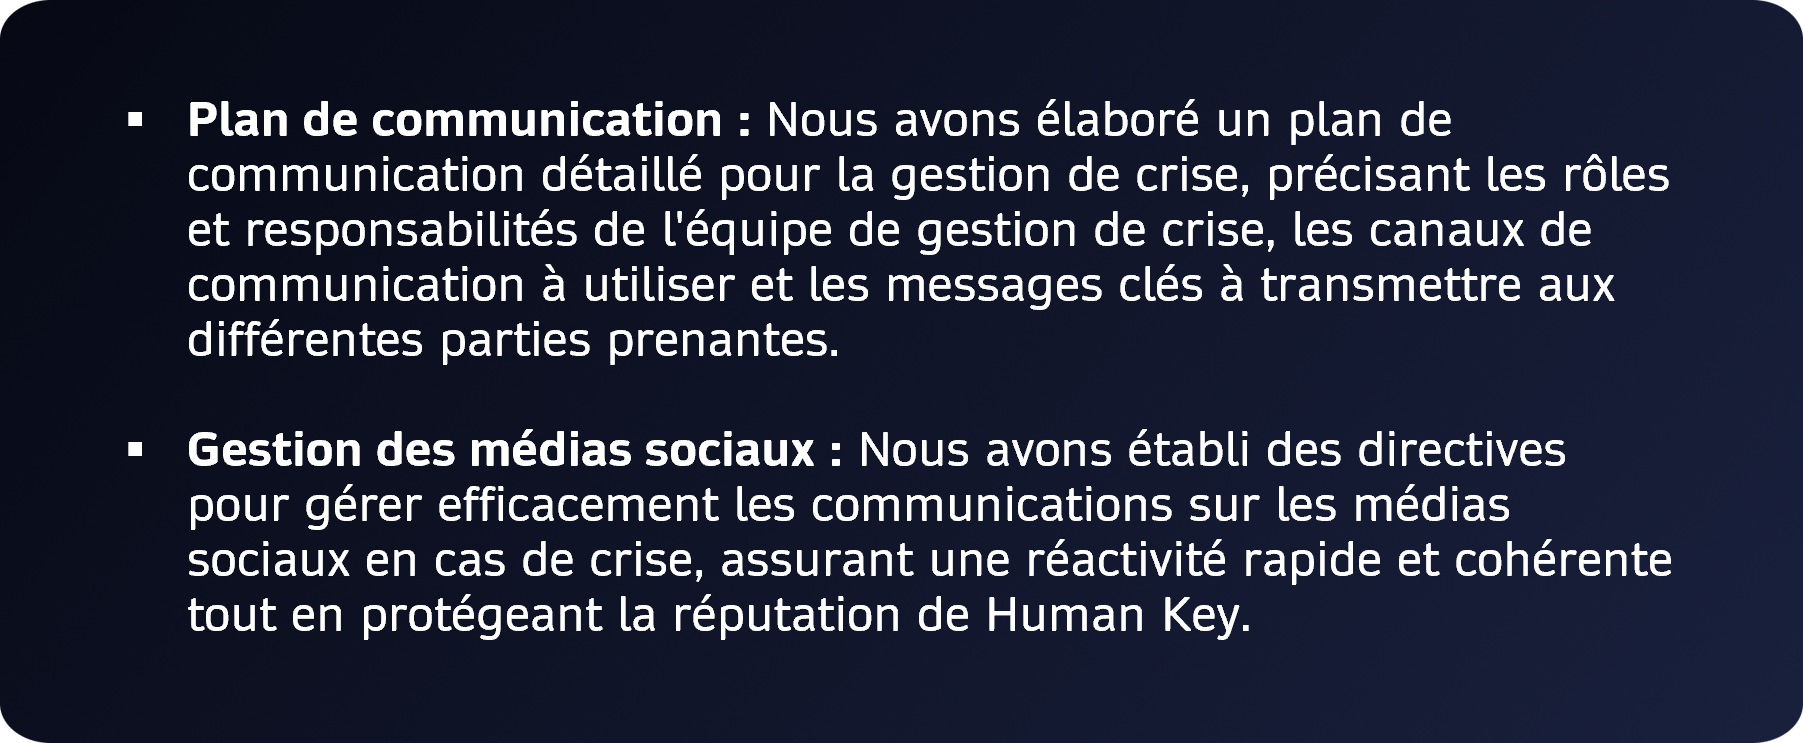 ▪ Plan de communication : Nous avons élaboré un plan de
communication détaillé pour la gestion de crise, précisant les rôles
et responsabilités de l'équipe de gestion de crise, les canaux de
communication à utiliser et les messages clés à transmettre aux
différentes parties prenantes.
▪ Gestion des médias sociaux : Nous avons établi des directives
pour gérer efficacement les communications sur les médias
sociaux en cas de crise, assurant une réactivité rapide et cohérente
tout en protégeant la réputation de Human Key.